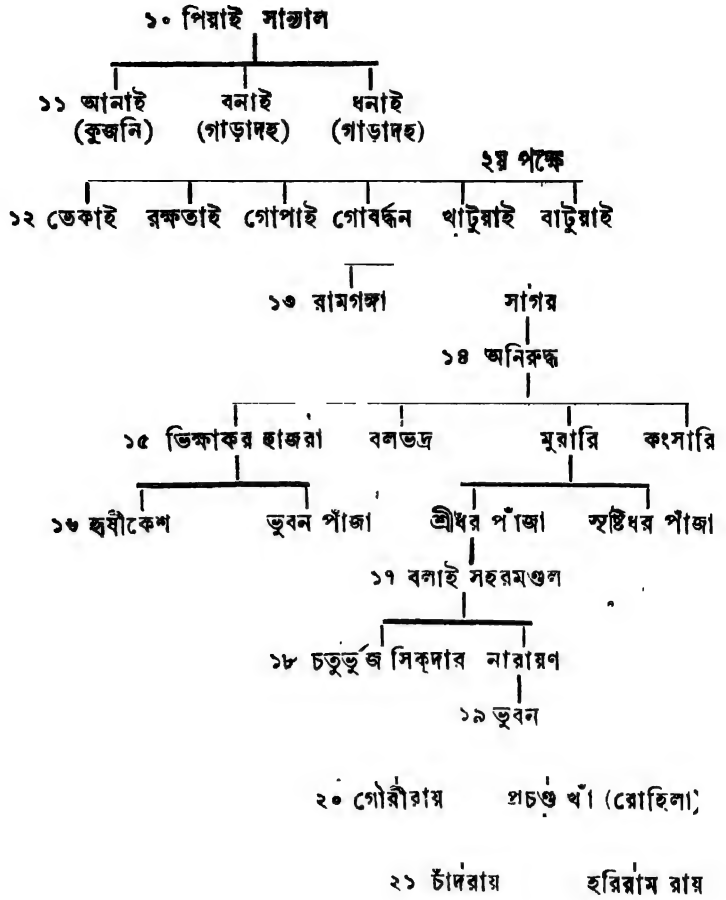 ১০ পিয়াই সান্যাল
১১ আনাই বনাই ধনাই
(কুজনি) (গাড়াদহ) (গাড়াদহ)
২য় পক্ষে
১২ ভেকাই রক্ষতাই গোপাই গোবর্দ্ধন খাটুয়াই বাটুয়াই
১৩ রামগঙ্গা সাগর
১৪ অনিরুদ্ধ
১৫ ভিক্ষাকর হাজরা বলভদ্র মুরারি কংসারি
১৬ হৃষীকেশ ভুবন পাঁজা শ্রীধর পাঁজা সৃষ্টিধর পাঁজা
১৭ বলাই সহরমণ্ডল
১৮ চতুর্ভুজ সিক্‌দার নারায়ণ
১৯ ভুবন
২০ গৌরীরায় প্রচণ্ড খাঁ (রোহিলা)
২১ চাঁদরায় হরিরাম রায়